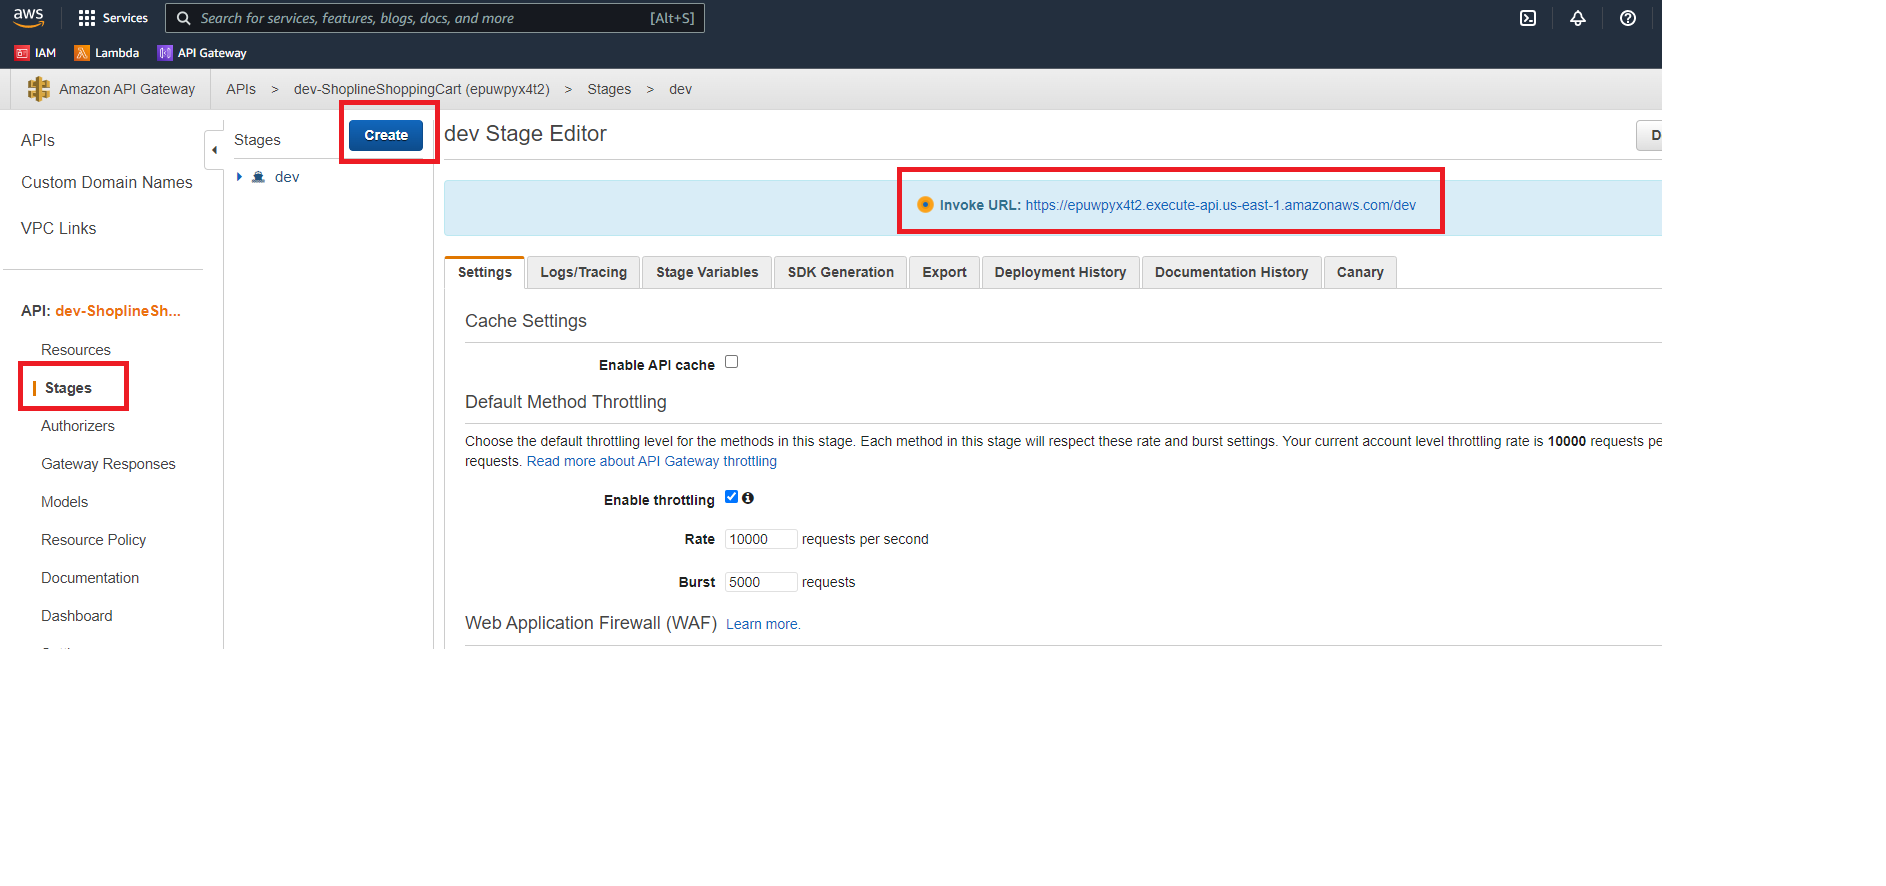 aws Services Search for services, features, blogs, docs, and more [Alt+S]
IAM Lambda API Gateway
Amazon API Gateway APIs > dev-ShoplineShoppingCart (epuwpyx4t2) > Stages > dev
APIs
Custom Domain Names
VPC Links
API: dev-ShoplineSh...
Resources
Stages
Authorizers
Gateway Responses
Models
Resource Policy
Documentation
Dashboard
Stages Create
dev
dev Stage Editor
D
Invoke URL: https://epuwpyx4t2.execute-api.us-east-1.amazonaws.com/dev
Settings Logs/Tracing Stage Variables SDK Generation Export Deployment History Documentation History Canary
Cache Settings
Enable API cache
Default Method Throttling
Choose the default throttling level for the methods in this stage. Each method in this stage will respect these rate and burst settings. Your current account level throttling rate is 10000 requests pe
requests. Read more about API Gateway throttling
Enable throttling
Rate 10000 requests per second
Burst 5000 requests
Web Application Firewall (WAF) Learn more.